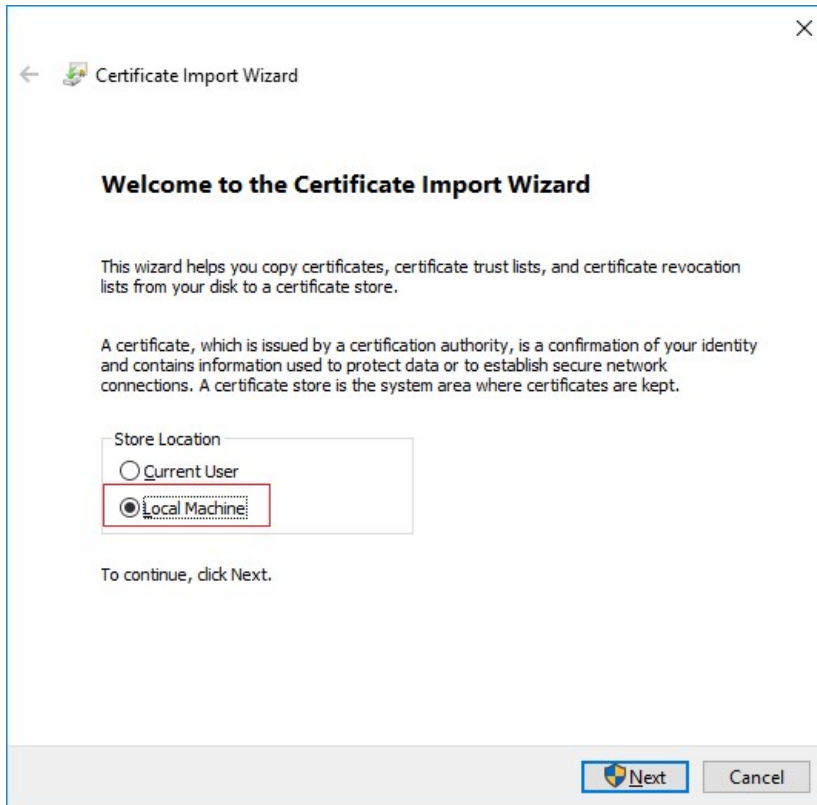 Certificate Import Wizard
Welcome to the Certificate Import Wizard
This wizard helps you copy certificates, certificate trust lists, and certificate revocation
lists from your disk to a certificate store.
A certificate, which is issued by a certification authority, is a confirmation of your identity
and contains information used to protect data or to establish secure network
connections. A certificate store is the system area where certificates are kept.
Store Location
Current User
Local Machine
To continue, click Next.
Next
Cancel